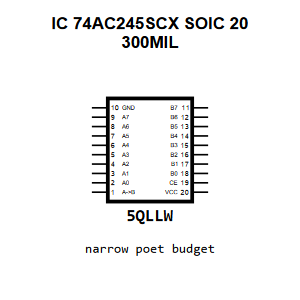 IC 74AC245SCX SOIC 20
300MIL
10 GND B7 11
9 A7 B6 12
8 A6 B5 13
7 A5 B4 14
6 A4 B3 15
5 A3 B2 16
4 A2 B1 17
3 A1 B0 18
2 A0 CE 19
1 A->B VCC 20
5QLLW
narrow poet budget